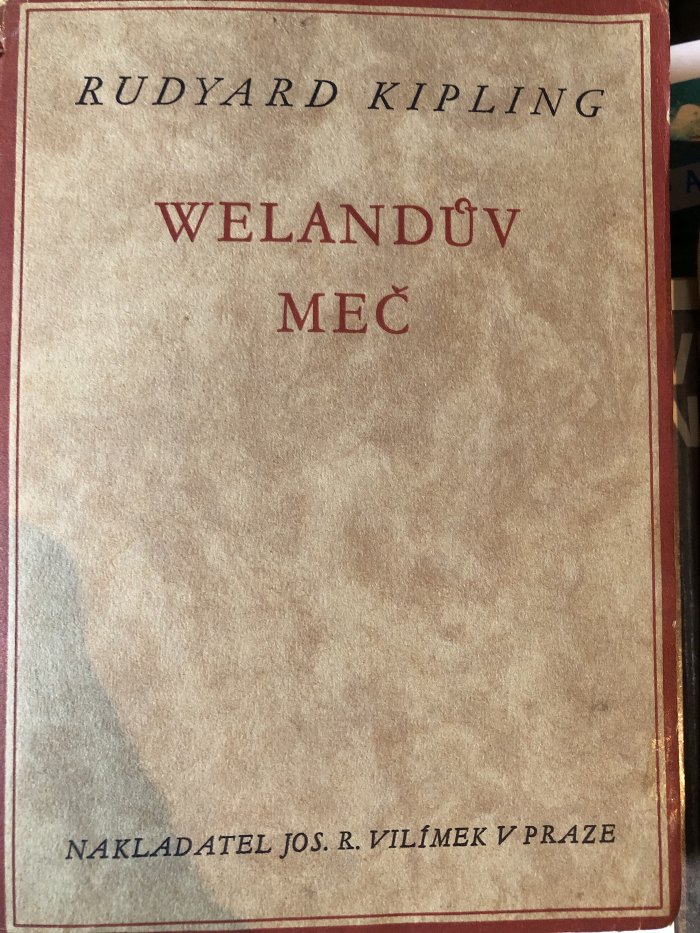 RUDYARD KIPLING
WELANDŮV
MEČ
NAKLADATEL JOS. R. VILÍMEK V PRAZE